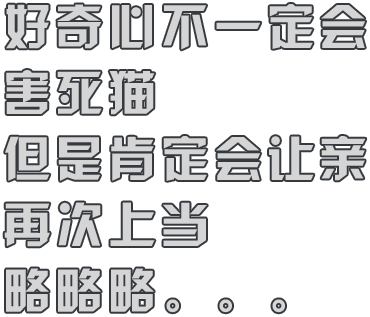 好奇心不一定会
害死猫
但是肯定会让亲
再次上当
略略略。。。